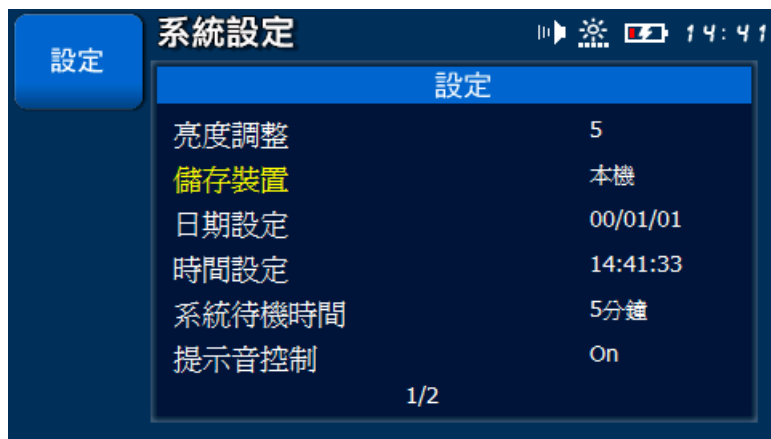 設定
系統設定
14:41
設定
亮度調整 5
儲存裝置 本機
日期設定 00/01/01
時間設定 14:41:33
系統待機時間 5分鐘
提示音控制 On
1/2